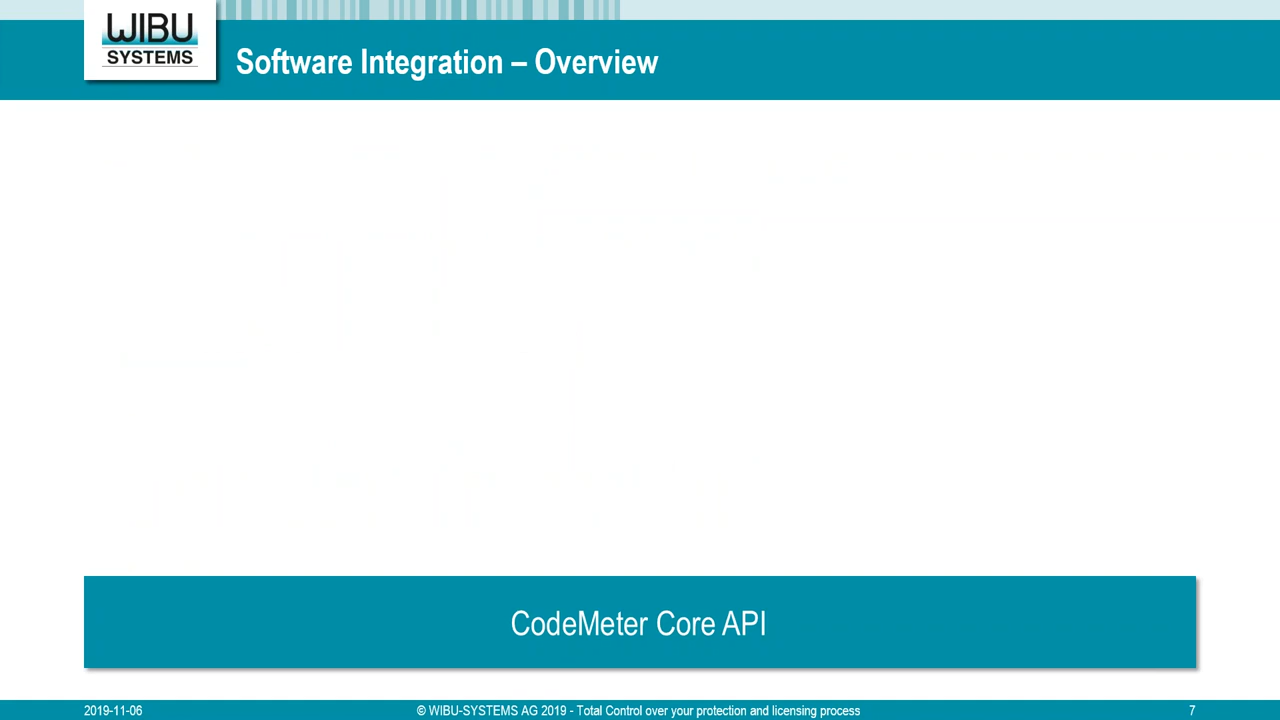 WIBU
SYSTEMS
Software Integration – Overview
CodeMeter Core API
2019-11-06
© WIBU-SYSTEMS AG 2019 - Total Control over your protection and licensing process
7